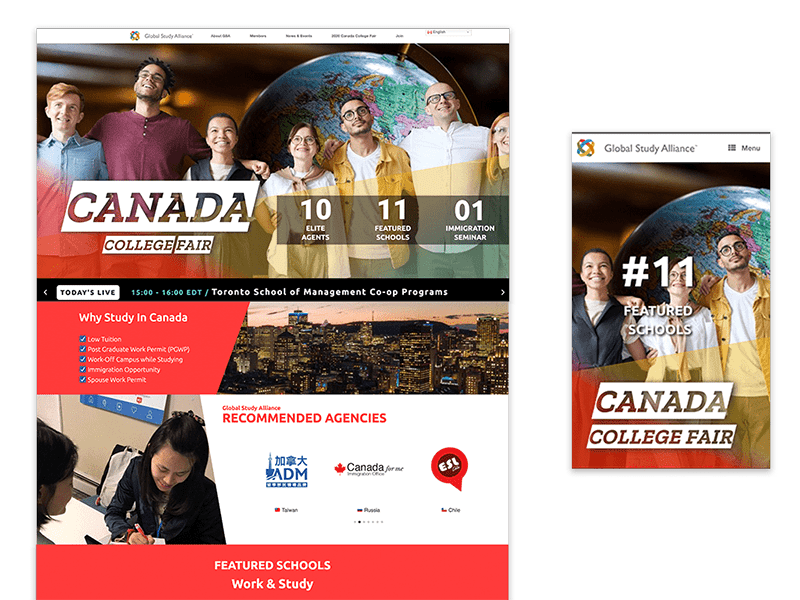 Global Study Alliance™
About GSA
Members
News & Events
2020 Canada College Fair
Join
English
CANADA
COLLEGE FAIR
10
ELITE
AGENTS
11
FEATURED
SCHOOLS
01
IMMIGRATION
SEMINAR
TODAY'S LIVE
15:00 - 16:00 EDT / Toronto School of Management Co-op Programs
Why Study In Canada
Low Tuition
Post Graduate Work Permit (PGWP)
Work-Off Campus while Studying
Immigration Opportunity
Spouse Work Permit
Global Study Alliance
RECOMMENDED AGENCIES
加拿大
ADM
Canada for me
Immigration Office
ESL
Taiwan
Russia
Chile
FEATURED SCHOOLS
Work & Study
Global Study Alliance™
Menu
#11
FEATURED
SCHOOLS
CANADA
COLLEGE FAIR